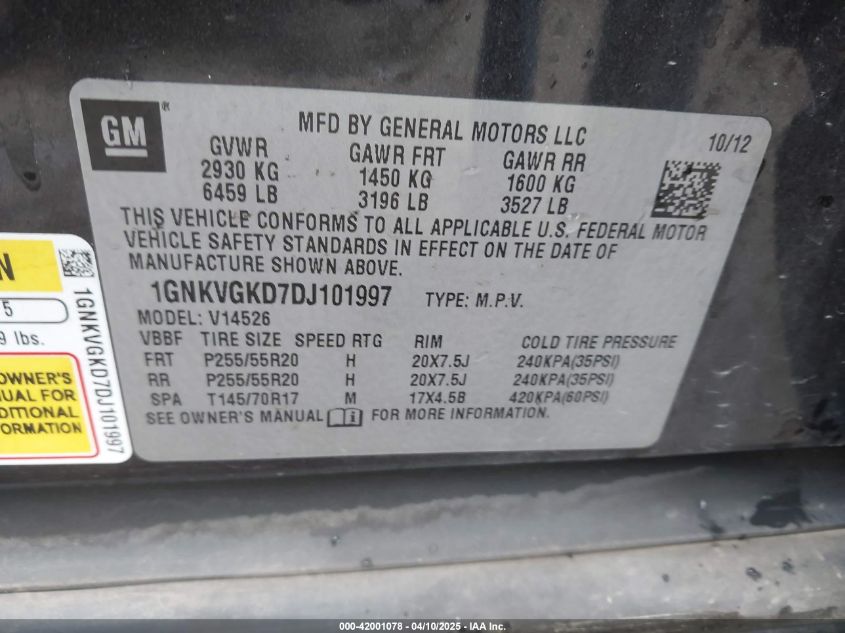 GM ®
MFD BY GENERAL MOTORS LLC
10/12
GVWR GAWR FRT GAWR RR
2930 KG 1450 KG 1600 KG
6459 LB 3196 LB 3527 LB
THIS VEHICLE CONFORMS TO ALL APPLICABLE U.S. FEDERAL MOTOR
VEHICLE SAFETY STANDARDS IN EFFECT ON THE DATE OF
MANUFACTURE SHOWN ABOVE.
1GNKVGKD7DJ101997 TYPE: M.P.V.
MODEL: V14526
VBBF TIRE SIZE SPEED RTG RIM COLD TIRE PRESSURE
FRT P255/55R20 H 20X7.5J 240KPA(35PSI)
RR P255/55R20 H 20X7.5J 240KPA(35PSI)
SPA T145/70R17 M 17X4.5B 420KPA(60PSI)
SEE OWNER'S MANUAL i FOR MORE INFORMATION.
N
5
9 lbs.
OWNER'S
UAL FOR
DITIONAL
FORMATION
1GNKVGKD7DJ101997
000-42001078 - 04/10/2025 - IAA Inc.